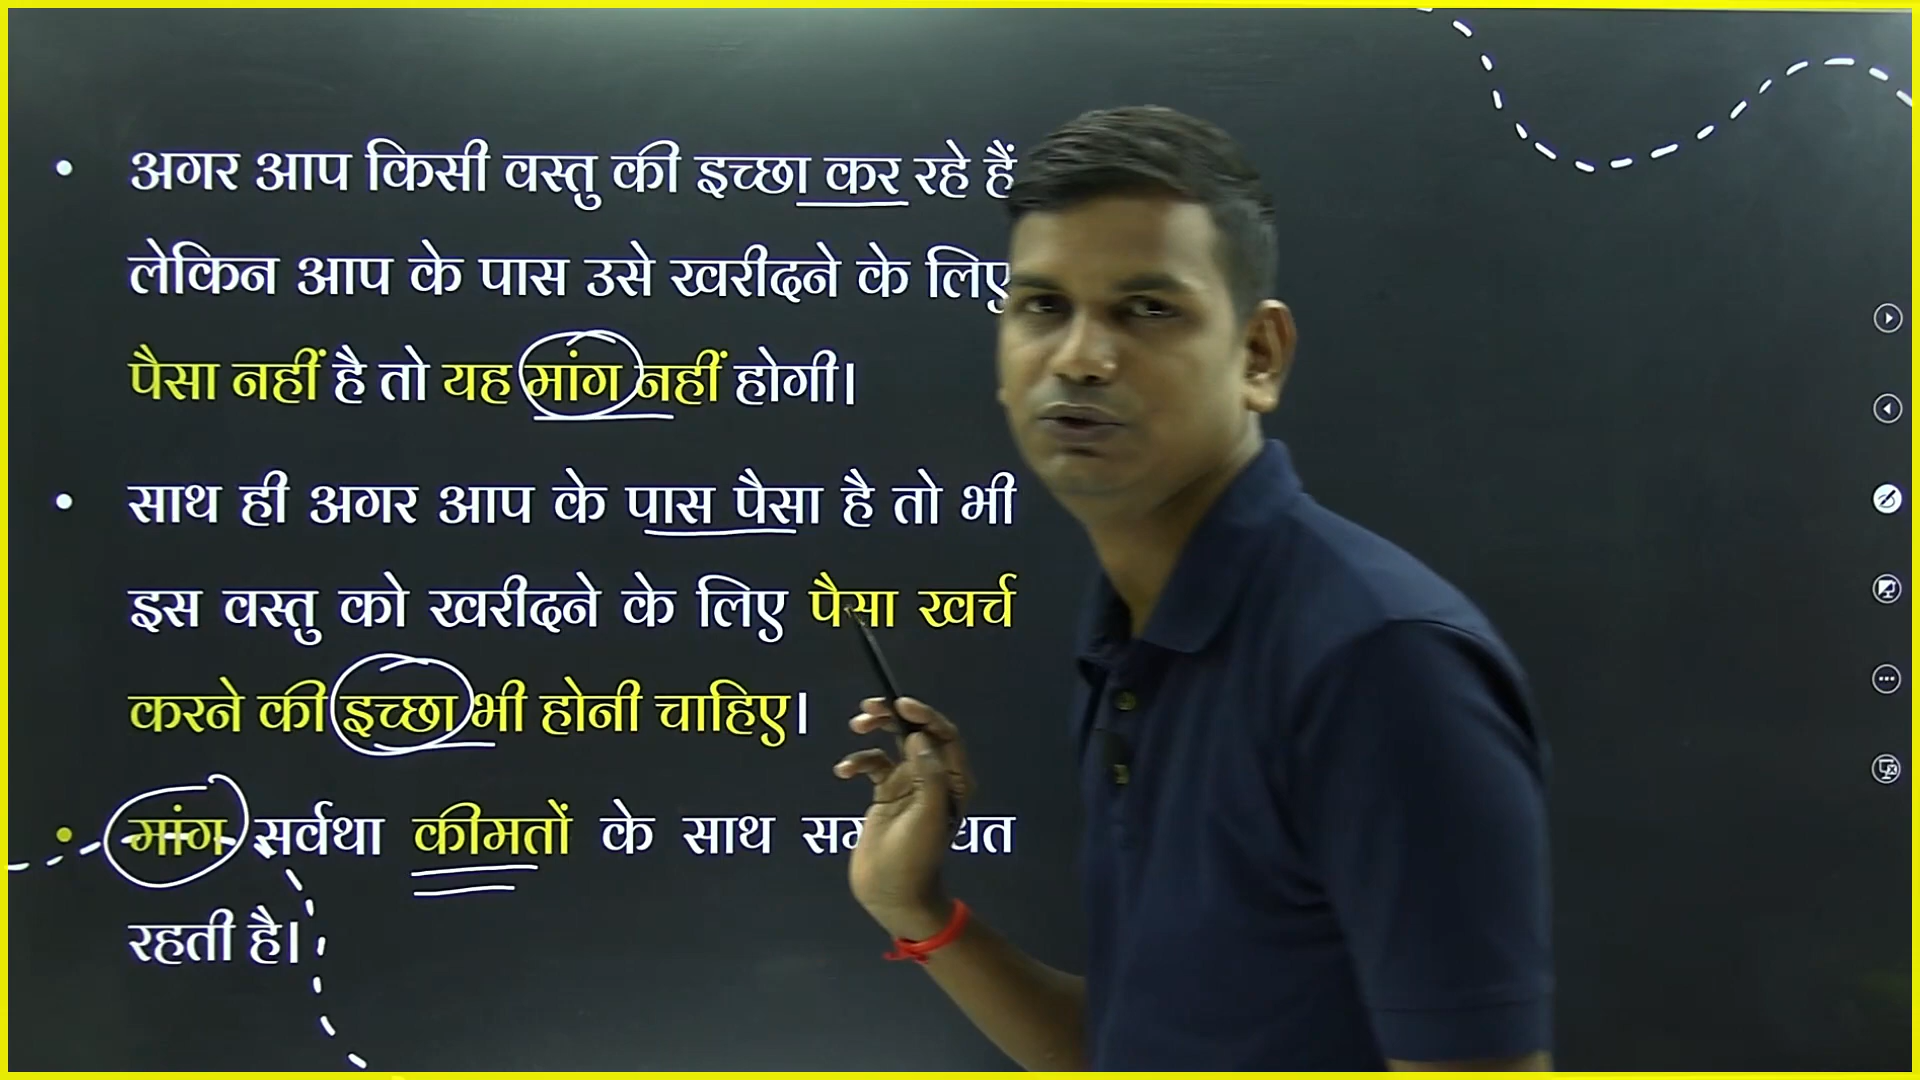 • अगर आप किसी वस्तु की इच्छा कर रहे हैं
लेकिन आप के पास उसे खरीदने के लिए
पैसा नहीं है तो यह मांग नहीं होगी।
• साथ ही अगर आप के पास पैसा है तो भी
इस वस्तु को खरीदने के लिए पैसा खर्च
करने की इच्छा भी होनी चाहिए।
• मांग सर्वथा कीमतों के साथ
रहती है।